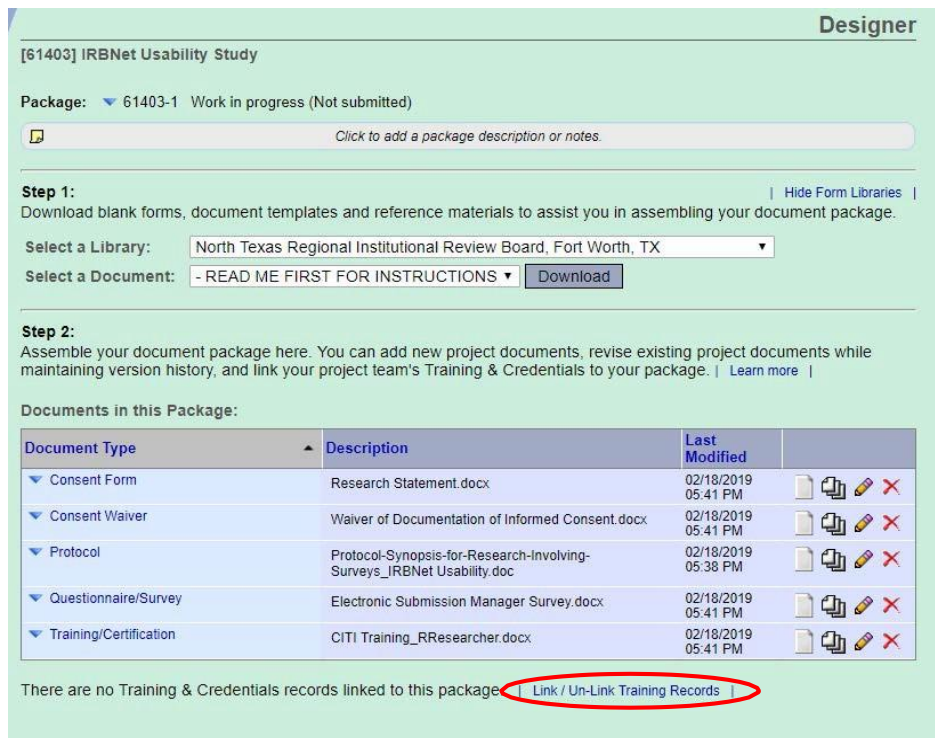 Designer
[61403] IRBNet Usability Study
Package: 61403-1 Work in progress (Not submitted)
Click to add a package description or notes.
Step 1: | Hide Form Libraries |
Download blank forms, document templates and reference materials to assist you in assembling your document package.
Select a Library: North Texas Regional Institutional Review Board, Fort Worth, TX
Select a Document: - READ ME FIRST FOR INSTRUCTIONS Download
Step 2:
Assemble your document package here. You can add new project documents, revise existing project documents while
maintaining version history, and link your project team's Training & Credentials to your package. | Learn more |
Documents in this Package:
Document Type Description Last Modified
Consent Form Research Statement.docx 02/18/2019 05:41 PM
Consent Waiver Waiver of Documentation of Informed Consent.docx 02/18/2019 05:41 PM
Protocol Protocol-Synopsis-for-Research-Involving-Surveys_IRBNet Usability.doc 02/18/2019 05:38 PM
Questionnaire/Survey Electronic Submission Manager Survey.docx 02/18/2019 05:41 PM
Training/Certification CITI Training_RResearcher.docx 02/18/2019 05:41 PM
There are no Training & Credentials records linked to this package. | Link / Un-Link Training Records |